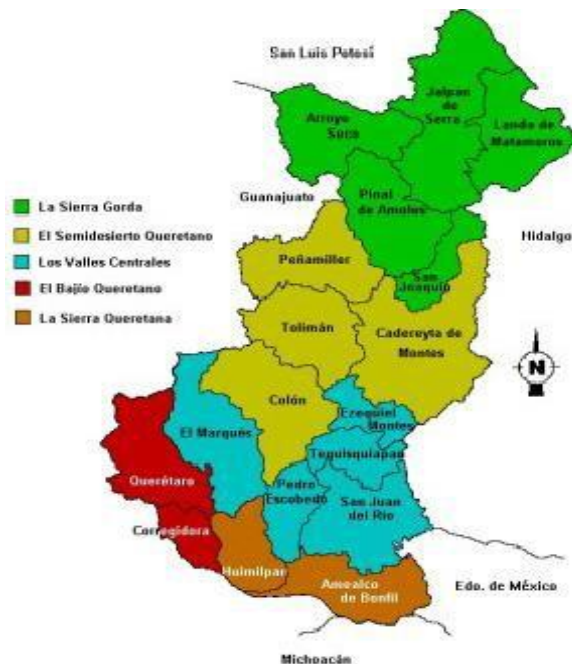 San Luis Potosí
Jalpan
de
Serra
Landa de
Matamoros
Arroyo
Seco
Pinal
de Amoles
Guanajuato
La Sierra Gorda
El Semidesierto Queretano
Los Valles Centrales
El Bajío Queretano
La Sierra Queretana
Hidalgo
Peñamiller
San
Joaquín
Tolimán
Cadereyta de
Montes
N
Colón
Ezequiel
Montes
El Marqués
Tequisquiapan
Querétaro
Pedro
Escobedo
San Juan
del Río
Corregidora
Huimilpan
Amealco
de Bonfil
Edo. de México
Michoacán